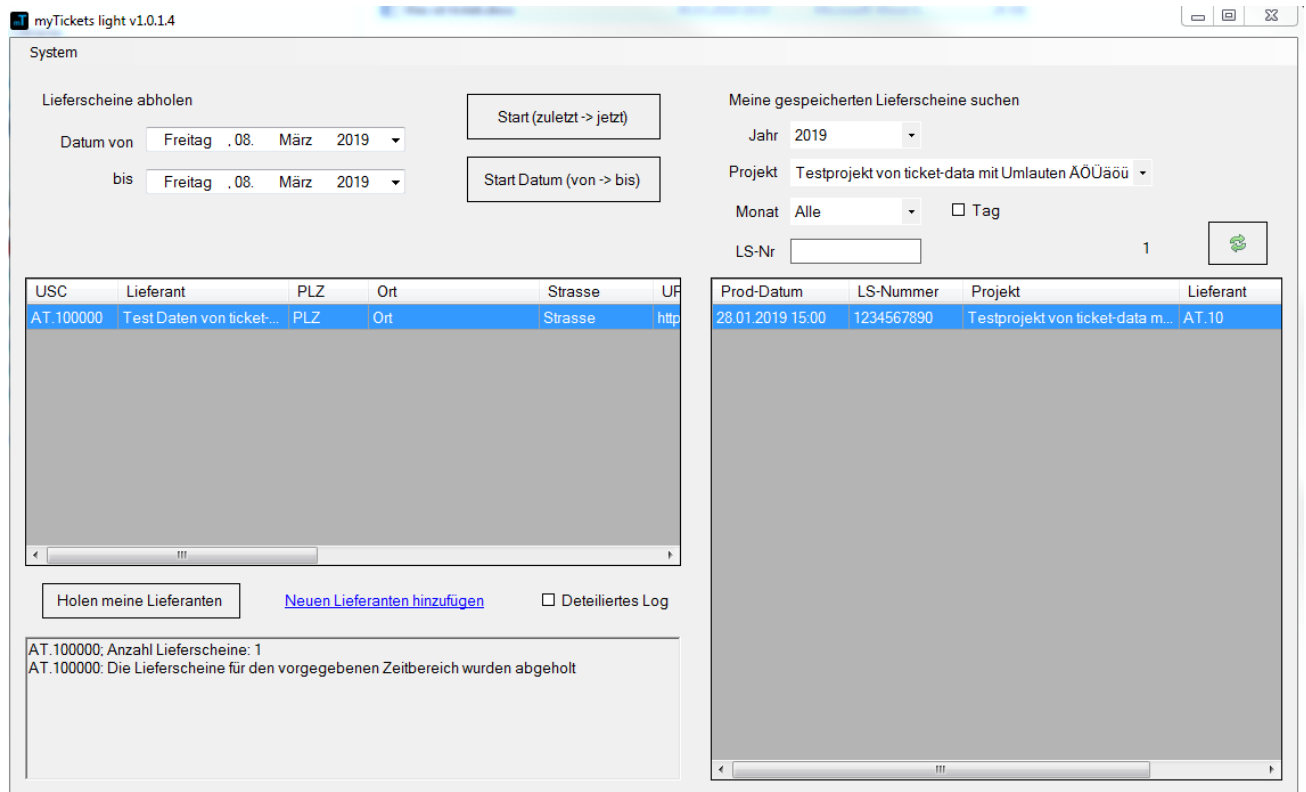 myTickets light v1.0.1.4
System
Lieferscheine abholen
Datum von Freitag , 08. März 2019
bis Freitag , 08. März 2019
Start (zuletzt -> jetzt)
Start Datum (von -> bis)
Meine gespeicherten Lieferscheine suchen
Jahr 2019
Projekt Testprojekt von ticket-data mit Umlauten ÄÖÜäöü
Monat Alle Tag
LS-Nr 1
USC Lieferant PLZ Ort Strasse
AT.100000 Test Daten von ticket-... PLZ Ort Strasse http
Prod-Datum LS-Nummer Projekt Lieferant
28.01.2019 15:00 1234567890 Testprojekt von ticket-data m... AT.10
Holen meine Lieferanten Neuen Lieferanten hinzufügen Deteiliertes Log
AT.100000; Anzahl Lieferscheine: 1
AT.100000: Die Lieferscheine für den vorgegebenen Zeitbereich wurden abgeholt